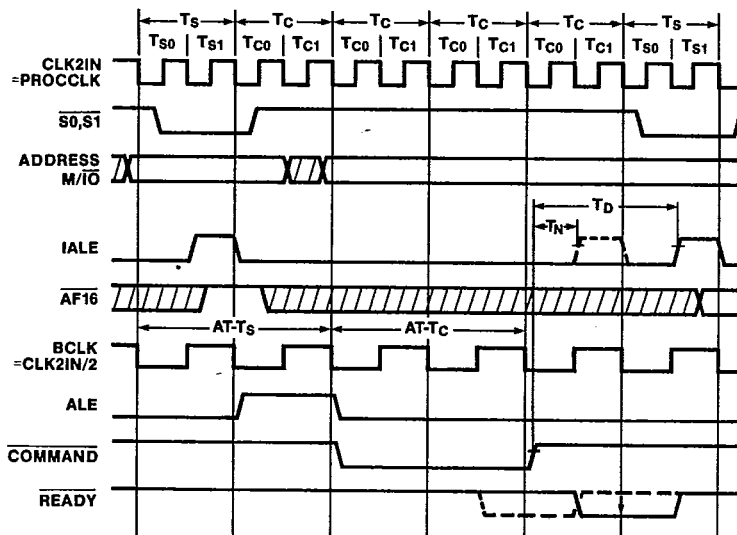 TS TC TC TC TC TS
TS0 TS1 TC0 TC1 TC0 TC1 TC0 TC1 TC0 TC1 TS0 TS1
CLK2IN
=PROCCLK
S0,S1
ADDRESS
M/IO
TD
TN
IALE
AF16
AT-TS AT-TC
BCLK
=CLK2IN/2
ALE
COMMAND
READY